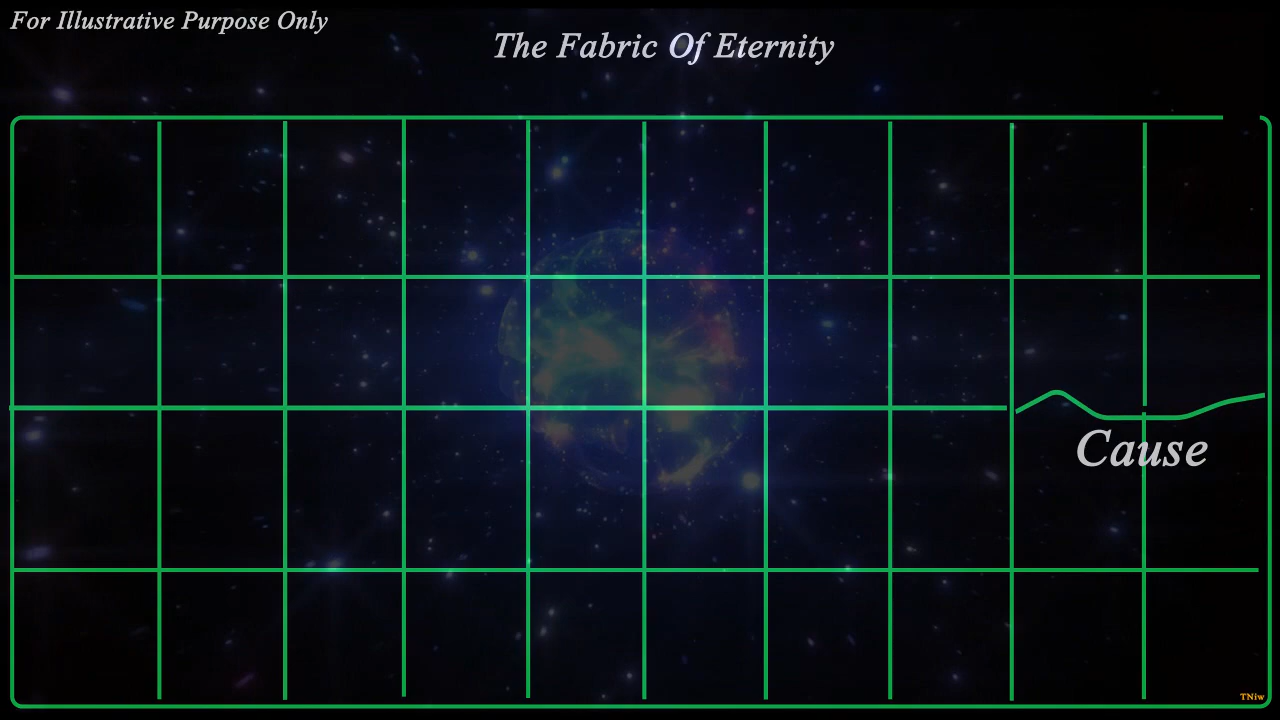 For Illustrative Purpose Only
The Fabric Of Eternity
Cause
TNiw